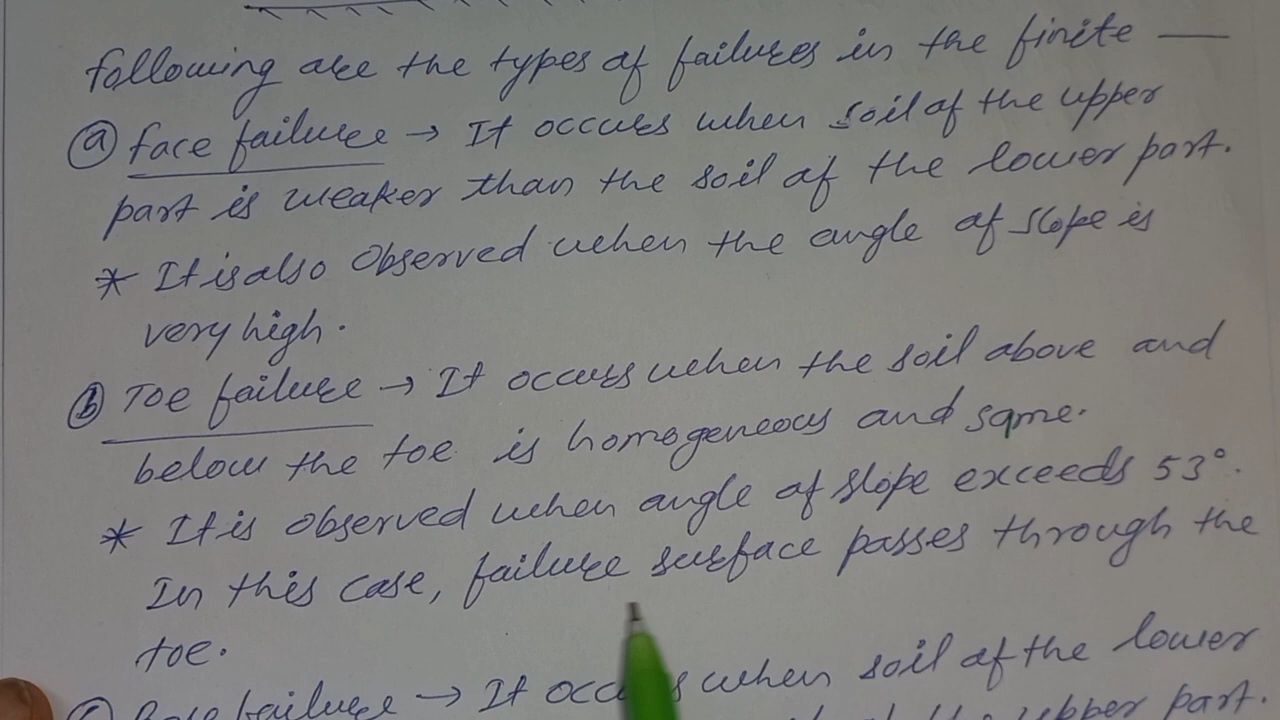 following are the types of failures in the finite —
(a) face failure → It occurs when soil of the upper
part is weaker than the soil of the lower part.
* It is also observed when the angle of slope is
very high.
(b) Toe failure → It occurs when the soil above and
below the toe is homogeneous and same.
* It is observed when angle of slope exceeds 53°.
In this case, failure surface passes through the
toe.
(c) Base failure → It occurs when soil of the lower
upper part.